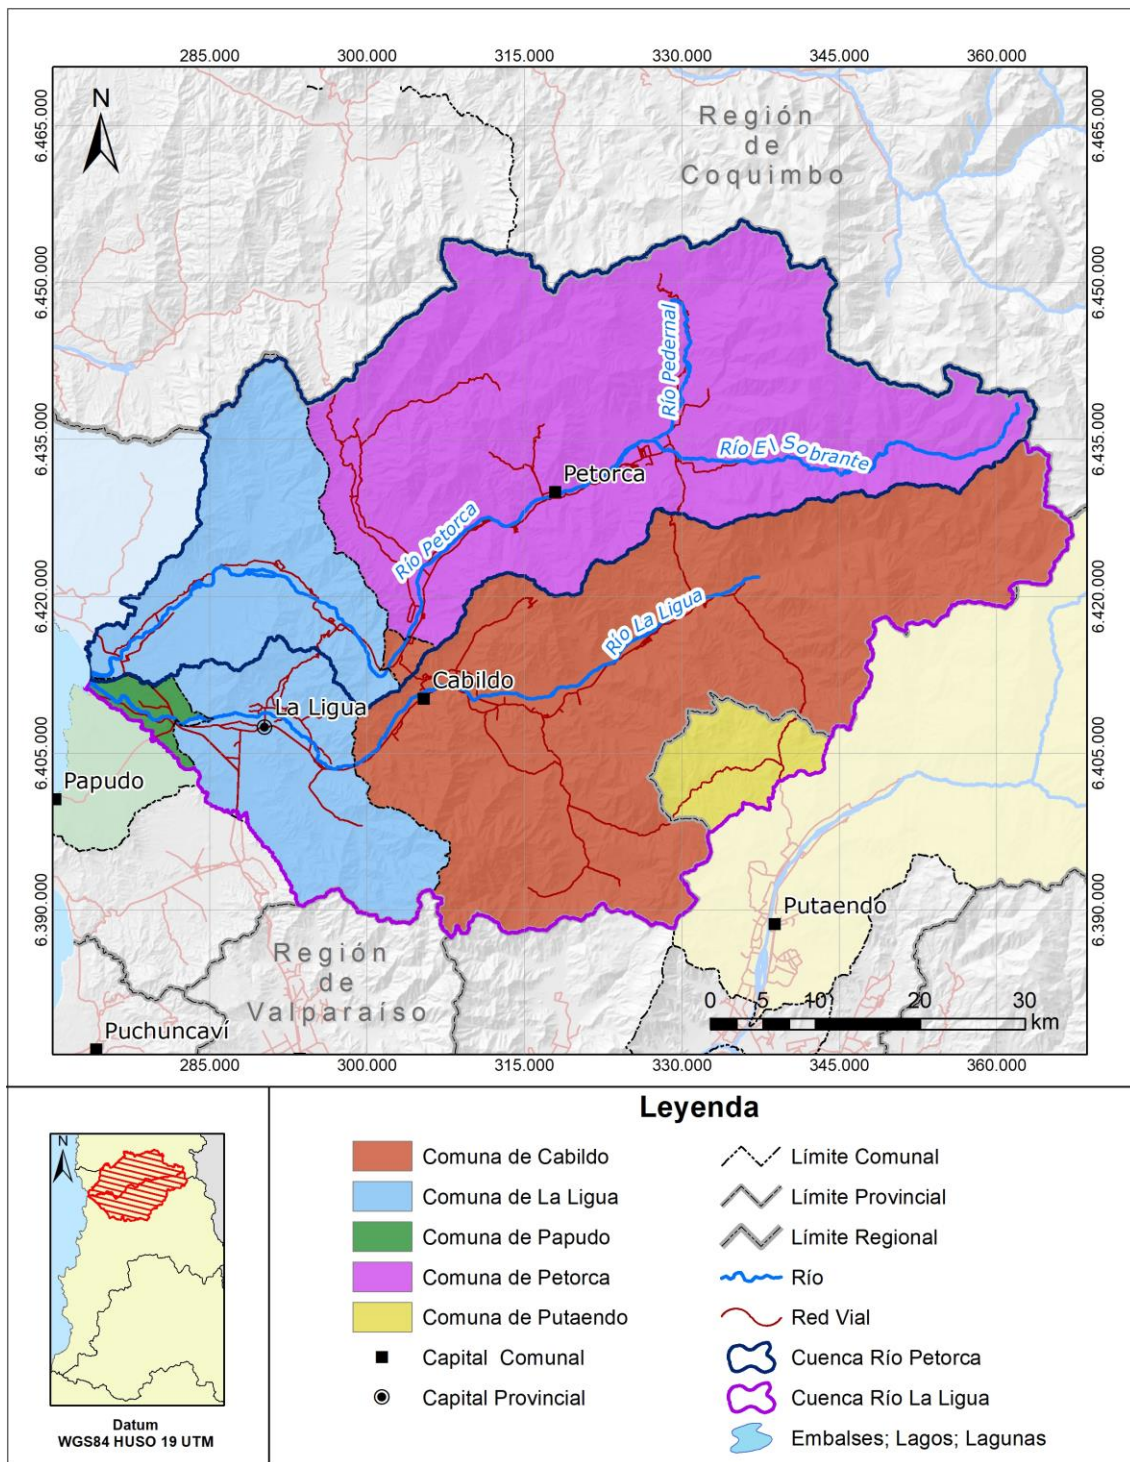 285.000 300.000 315.000 330.000 345.000 360.000
N
Región
de
Coquimbo
6.465.000 6.465.000
6.450.000 6.450.000
Río Pedernal
6.435.000 6.435.000
Río El Sobrante
Petorca
Río Petorca
6.420.000 6.420.000
Río La Ligua
Cabildo
La Ligua
6.405.000 6.405.000
Papudo
6.390.000 6.390.000
Putaendo
Región
de
Valparaíso
0 5 10 20 30
km
Puchuncaví
285.000 300.000 315.000 330.000 345.000 360.000
N
Datum
WGS84 HUSO 19 UTM
Leyenda
Comuna de Cabildo
Comuna de La Ligua
Comuna de Papudo
Comuna de Petorca
Comuna de Putaendo
Capital Comunal
Capital Provincial
Límite Comunal
Límite Provincial
Límite Regional
Río
Red Vial
Cuenca Río Petorca
Cuenca Río La Ligua
Embalses; Lagos; Lagunas